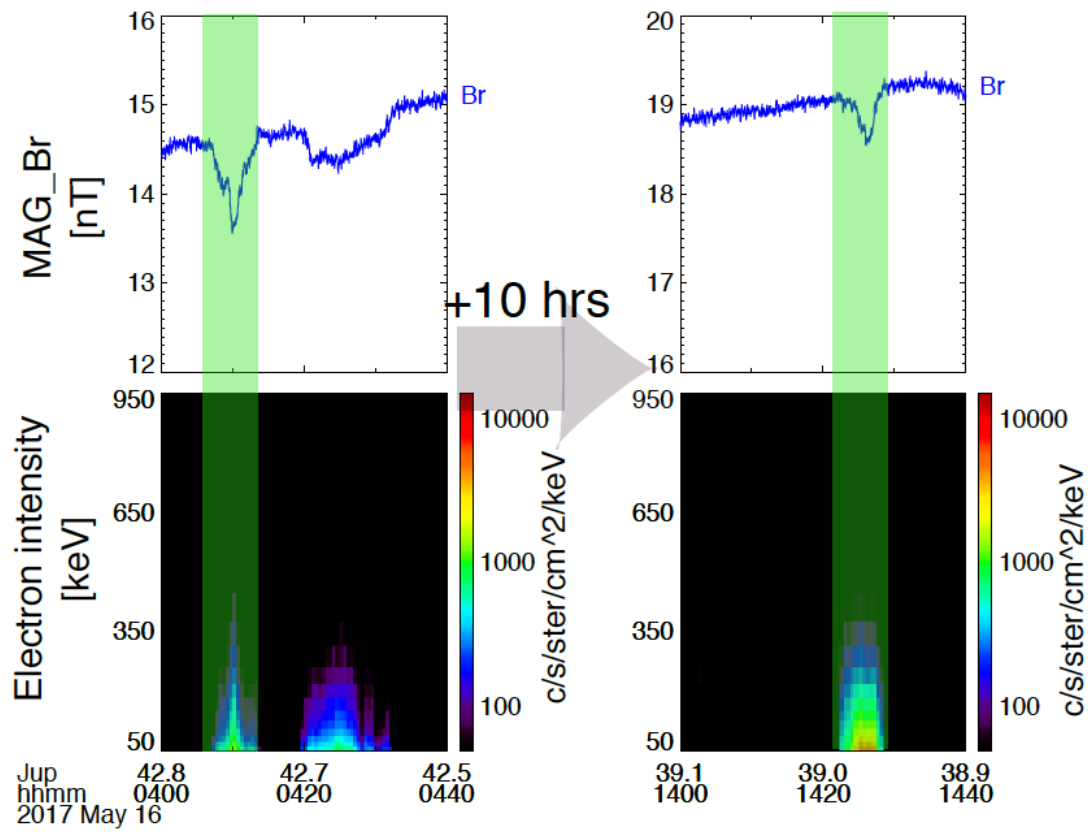 16
15
14
13
12
MAG_Br
[nT]
Br
+10 hrs
20
19
18
17
16
Br
950
650
350
50
Electron intensity
[keV]
10000
1000
100
c/s/ster/cm^2/keV
950
650
350
50
10000
1000
100
c/s/ster/cm^2/keV
Jup 42.8 42.7 42.5 39.1 39.0 38.9
hhmm 0400 0420 0440 1400 1420 1440
2017 May 16